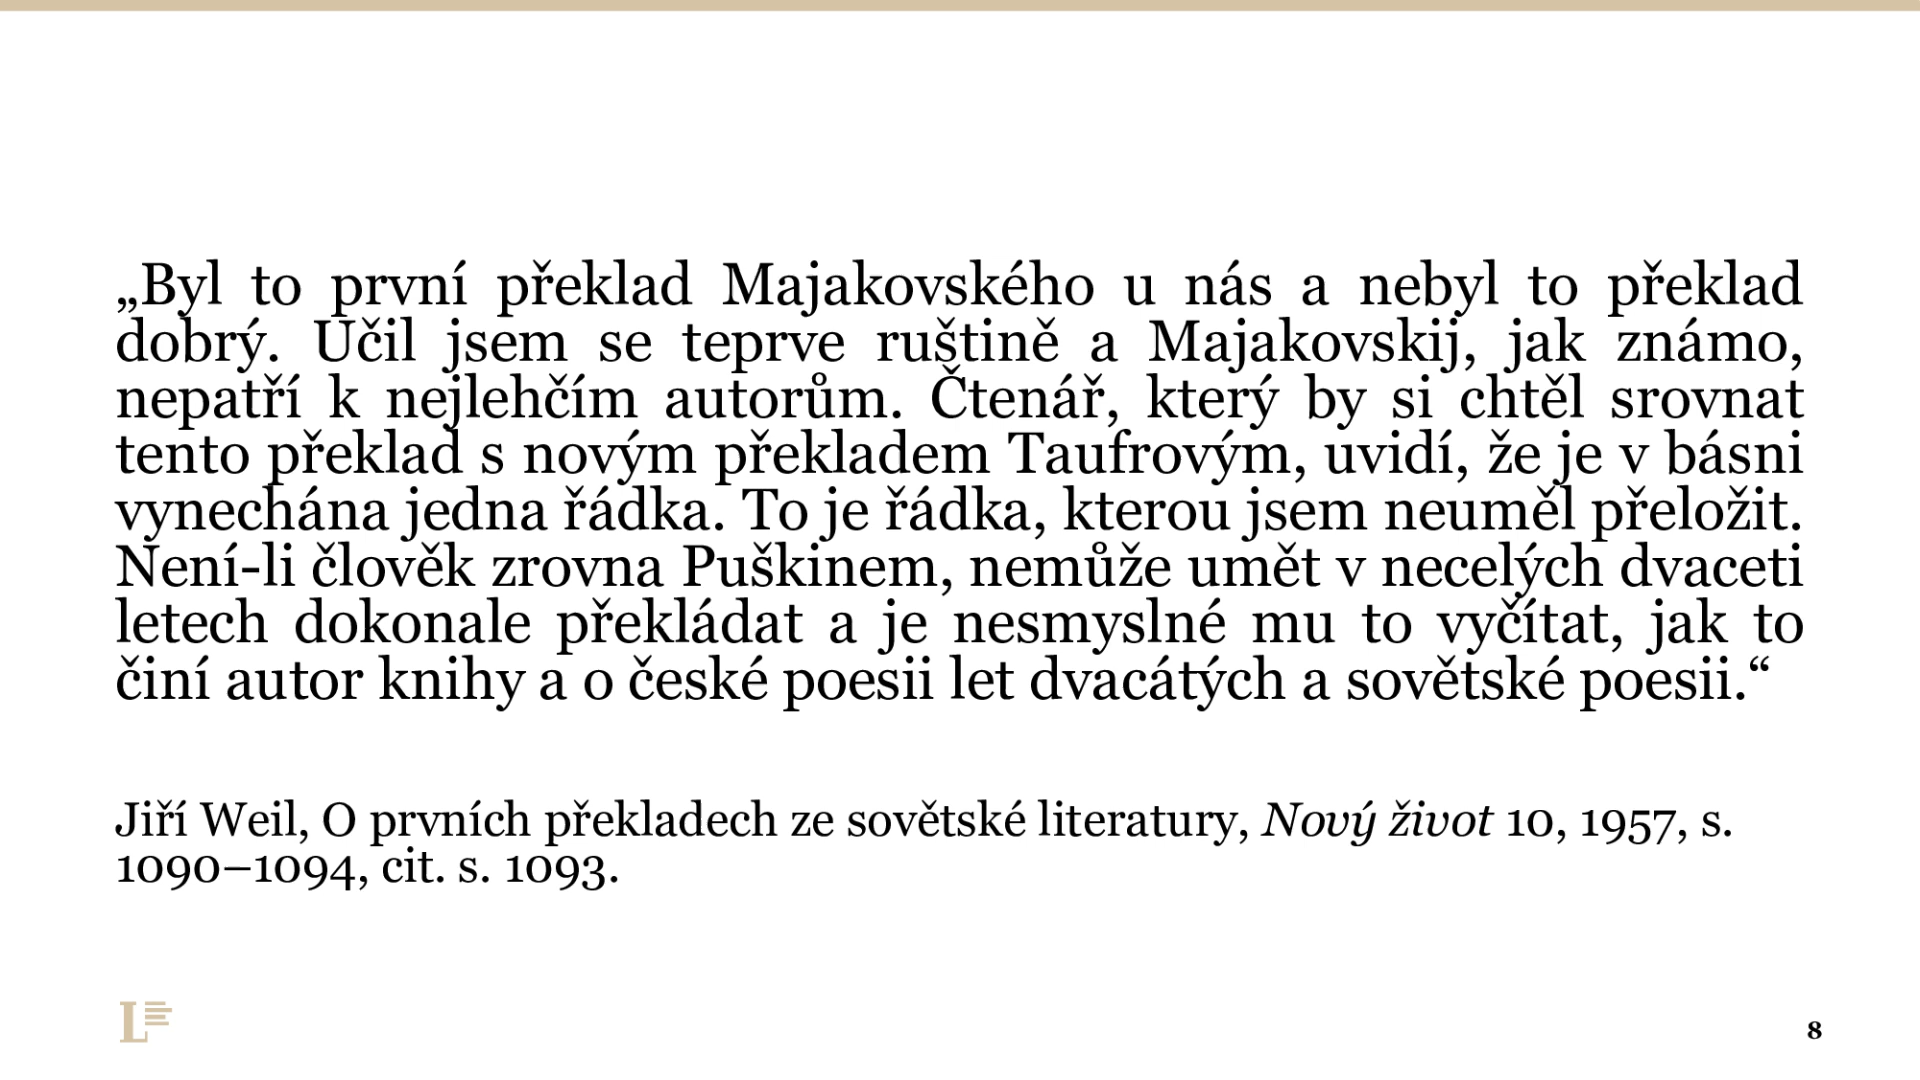 „Byl to první překlad Majakovského u nás a nebyl to překlad
dobrý. Učil jsem se teprve ruštině a Majakovskij, jak známo,
nepatří k nejlehčím autorům. Čtenář, který by si chtěl srovnat
tento překlad s novým překladem Taufrovým, uvidí, že je v básni
vynechána jedna řádka. To je řádka, kterou jsem neuměl přeložit.
Není-li člověk zrovna Puškinem, nemůže umět v necelých dvaceti
letech dokonale překládat a je nesmyslné mu to vyčítat, jak to
činí autor knihy a o české poesii let dvacátých a sovětské poesii.“
Jiří Weil, O prvních překladech ze sovětské literatury, Nový život 10, 1957, s.
1090–1094, cit. s. 1093.
L
8